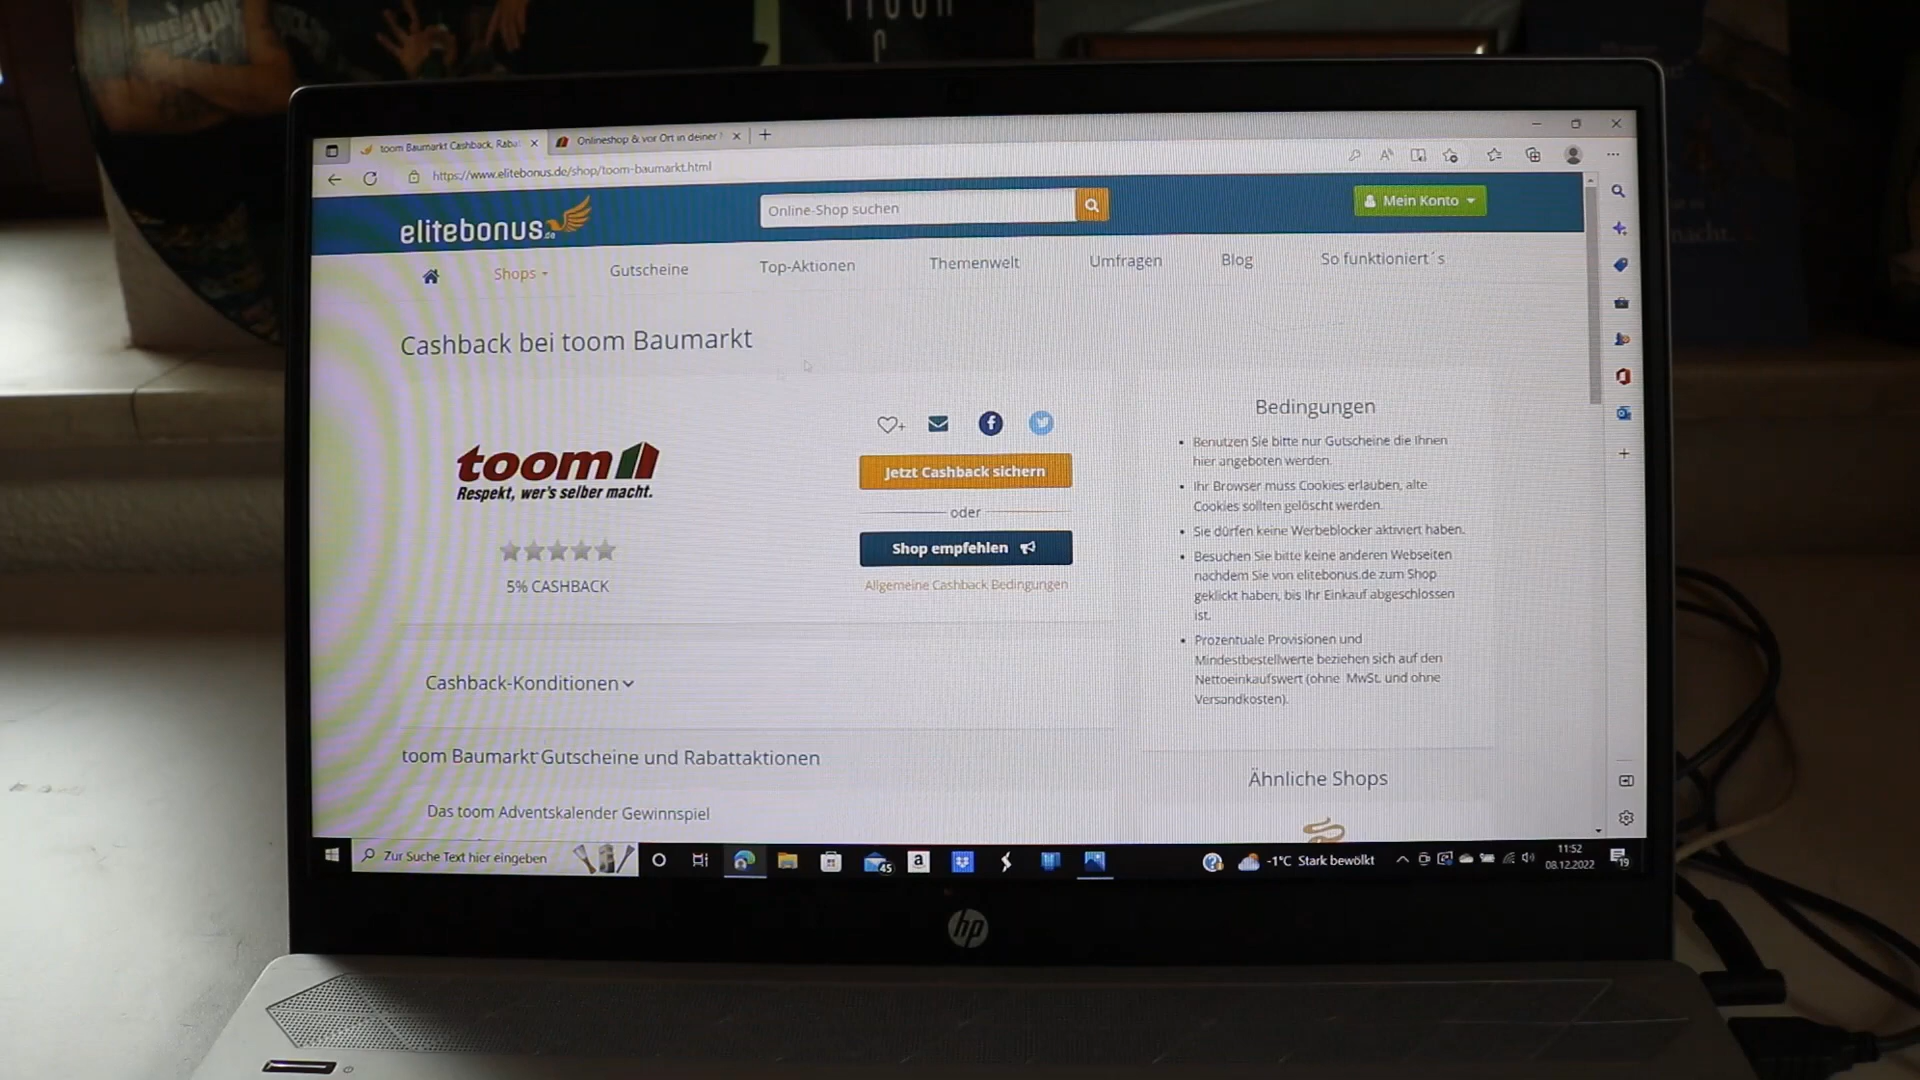 toom Baumarkt Cashback, Raba
Onlineshop & vor Ort in deiner
https://www.elitebonus.de/shop/toom-baumarkt.html
elitebonus.de
Online-Shop suchen
Mein Konto
Shops
Gutscheine
Top-Aktionen
Themenwelt
Umfragen
Blog
So funktioniert´s
Cashback bei toom Baumarkt
toom
Respekt, wer's selber macht.
5% CASHBACK
Jetzt Cashback sichern
oder
Shop empfehlen
Allgemeine Cashback Bedingungen
Bedingungen
Benutzen Sie bitte nur Gutscheine die Ihnen
hier angeboten werden.
Ihr Browser muss Cookies erlauben, alte
Cookies sollten gelöscht werden.
Sie dürfen keine Werbeblocker aktiviert haben.
Besuchen Sie bitte keine anderen Webseiten
nachdem Sie von elitebonus.de zum Shop
geklickt haben, bis Ihr Einkauf abgeschlossen
ist.
Prozentuale Provisionen und
Mindestbestellwerte beziehen sich auf den
Nettoeinkaufswert (ohne MwSt. und ohne
Versandkosten).
Cashback-Konditionen
toom Baumarkt Gutscheine und Rabattaktionen
Das toom Adventskalender Gewinnspiel
Ähnliche Shops
Zur Suche Text hier eingeben
45
a
-1°C Stark bewölkt
11:52
08.12.2022
19
hp
macht.